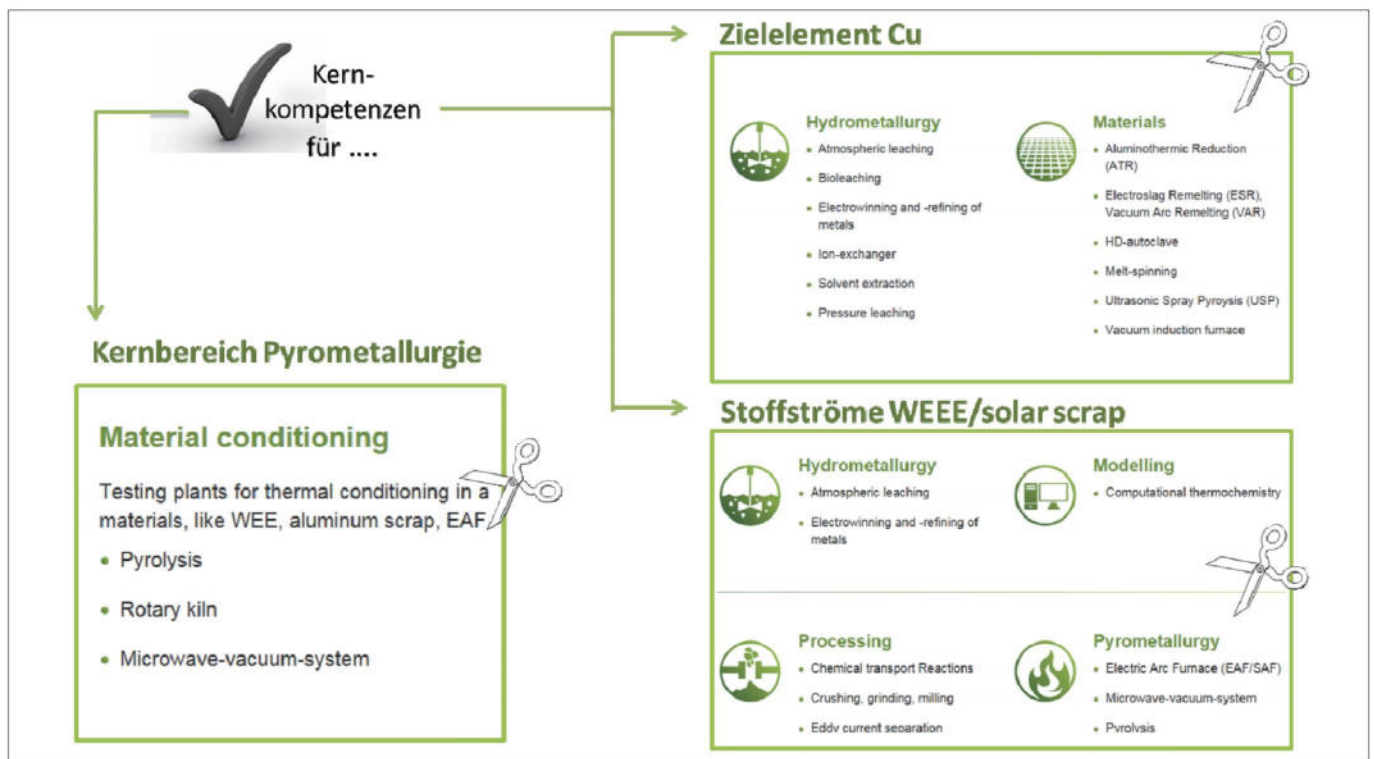 Kern-
kompetenzen
für ....
Zielelement Cu
Hydrometallurgy
• Atmospheric leaching
• Bioleaching
• Electrowinning and -refining of
metals
• Ion-exchanger
• Solvent extraction
• Pressure leaching
Materials
• Aluminothermic Reduction
(ATR)
• Electroslag Remelting (ESR),
Vacuum Arc Remelting (VAR)
• HD-autoclave
• Melt-spinning
• Ultrasonic Spray Pyroysis (USP)
• Vacuum induction furnace
Kernbereich Pyrometallurgie
Material conditioning
Testing plants for thermal conditioning in a
materials, like WEE, aluminum scrap, EAF
• Pyrolysis
• Rotary kiln
• Microwave-vacuum-system
Stoffströme WEEE/solar scrap
Hydrometallurgy
• Atmospheric leaching
• Electrowinning and -refining of
metals
Modelling
• Computational thermochemistry
Processing
• Chemical transport Reactions
• Crushing, grinding, milling
• Eddy current separation
Pyrometallurgy
• Electric Arc Furnace (EAF/SAF)
• Microwave-vacuum-system
• Pyrolysis